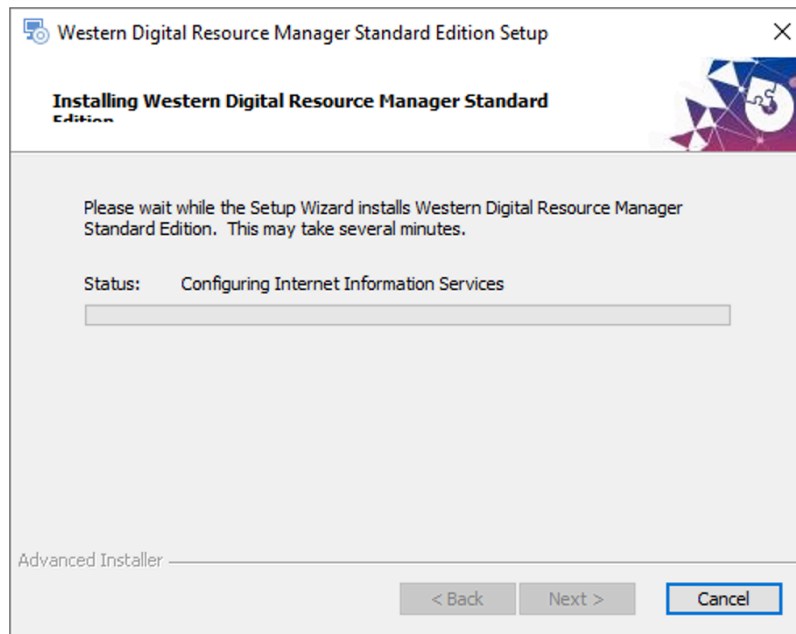 Western Digital Resource Manager Standard Edition Setup
Installing Western Digital Resource Manager Standard
Edition
Please wait while the Setup Wizard installs Western Digital Resource Manager
Standard Edition. This may take several minutes.
Status: Configuring Internet Information Services
Advanced Installer
< Back Next > Cancel